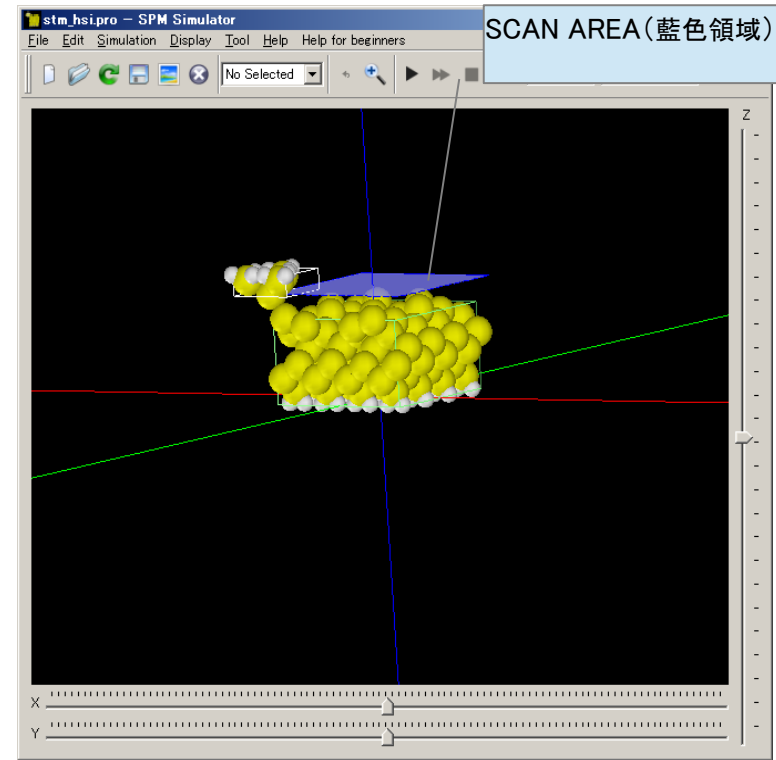 stm_hsi.pro — SPM Simulator
SCAN AREA（藍色領域）
File Edit Simulation Display Tool Help Help for beginners
No Selected
Z
X
Y